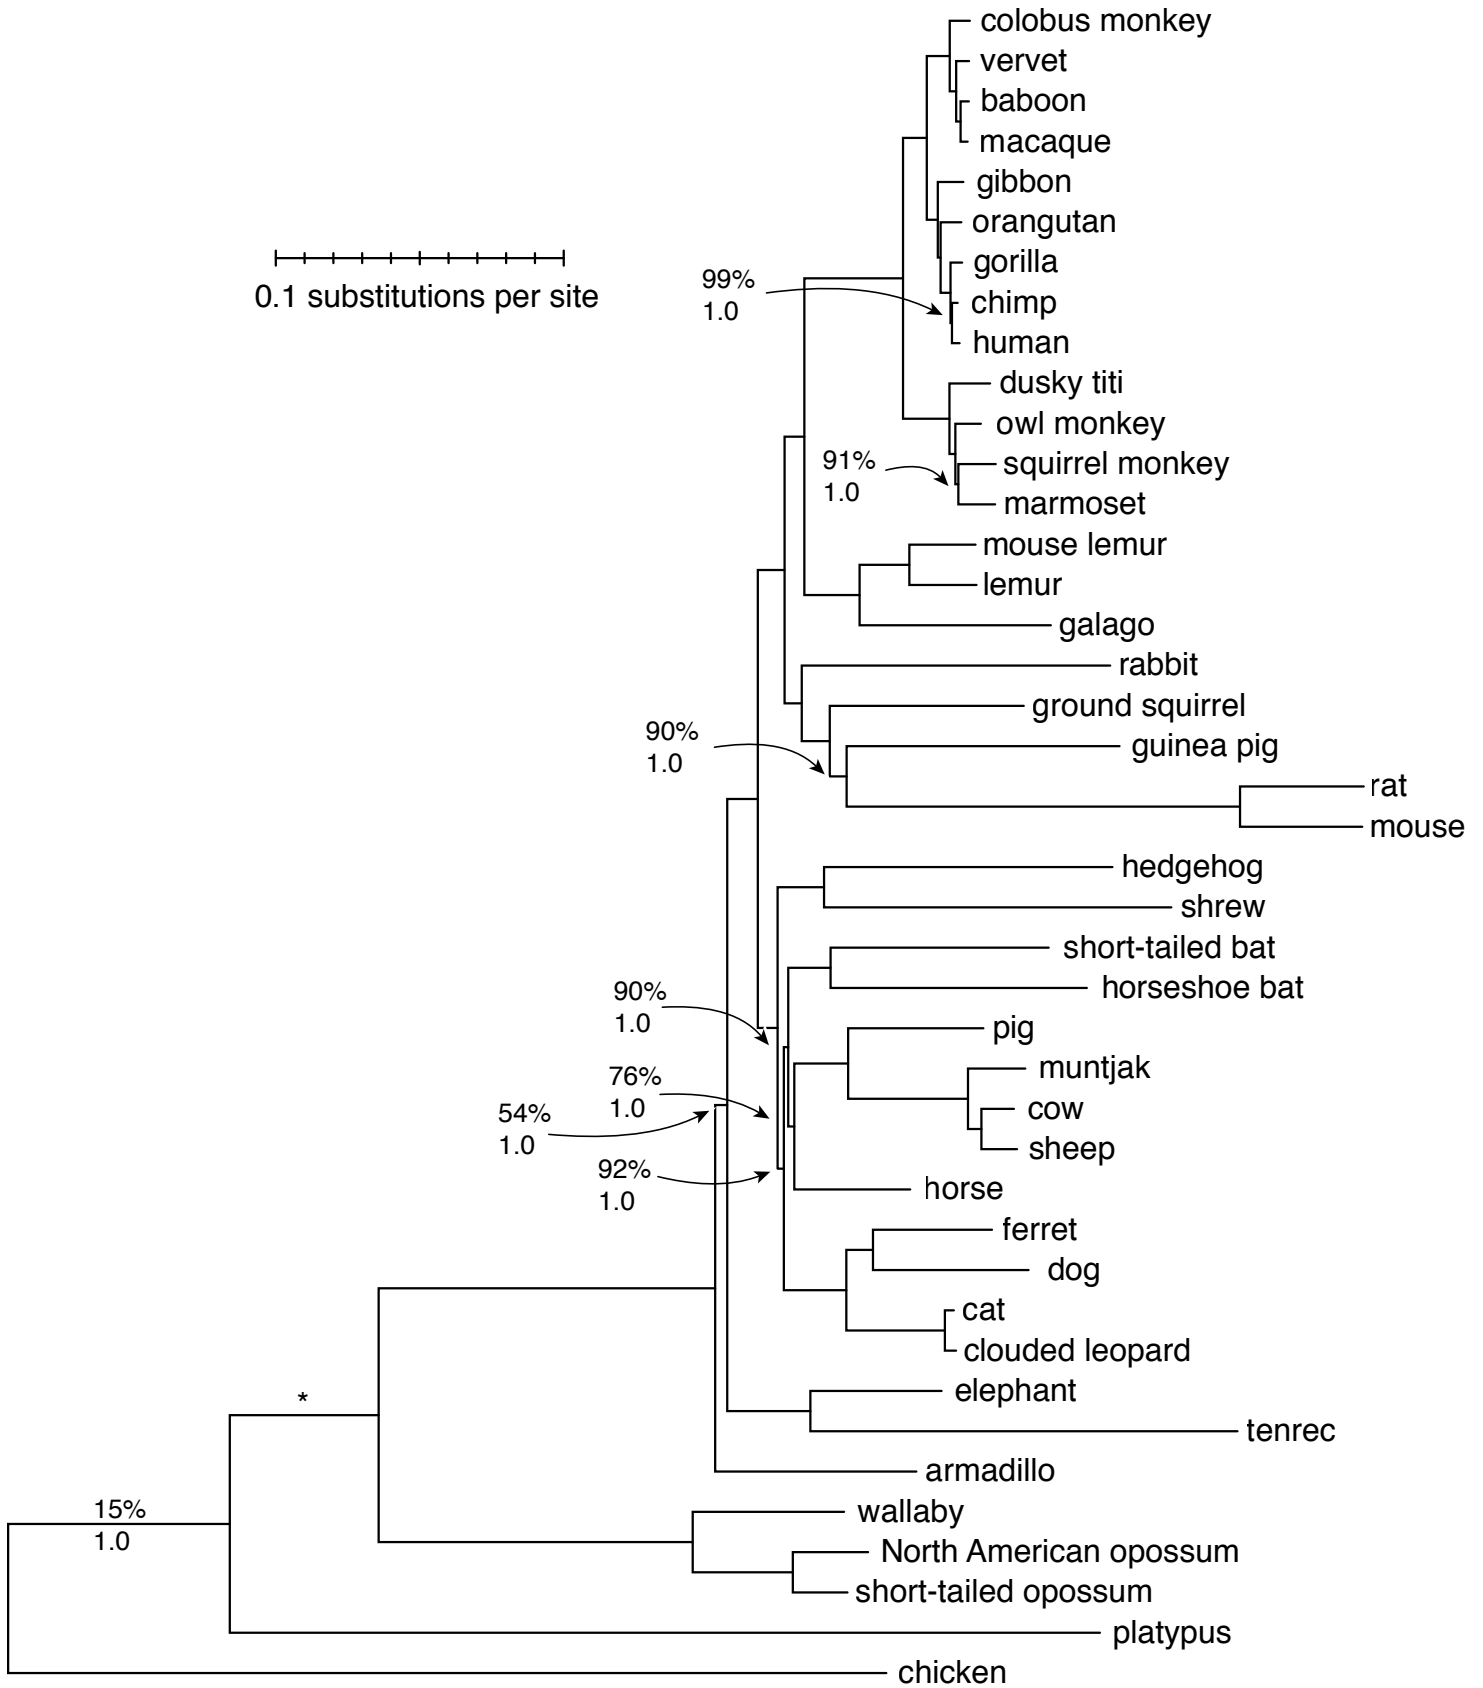 colobus monkey
vervet
baboon
macaque
gibbon
orangutan
gorilla
99%
1.0
0.1 substitutions per site
chimp
human
dusky titi
owl monkey
91%
1.0
squirrel monkey
marmoset
mouse lemur
lemur
galago
rabbit
ground squirrel
90%
1.0
guinea pig
rat
mouse
hedgehog
shrew
short-tailed bat
horseshoe bat
90%
1.0
pig
muntjak
76%
1.0
cow
54%
1.0
sheep
92%
1.0
horse
ferret
dog
cat
clouded leopard
elephant
*
tenrec
armadillo
15%
1.0
wallaby
North American opossum
short-tailed opossum
platypus
chicken